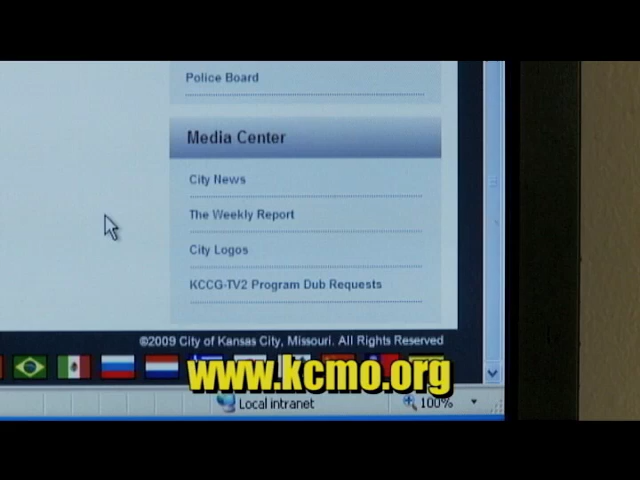 Police Board
Media Center
City News
The Weekly Report
City Logos
KCCG-TV2 Program Dub Requests
©2009 City of Kansas City, Missouri. All Rights Reserved
www.kcmo.org
Local intranet
100%